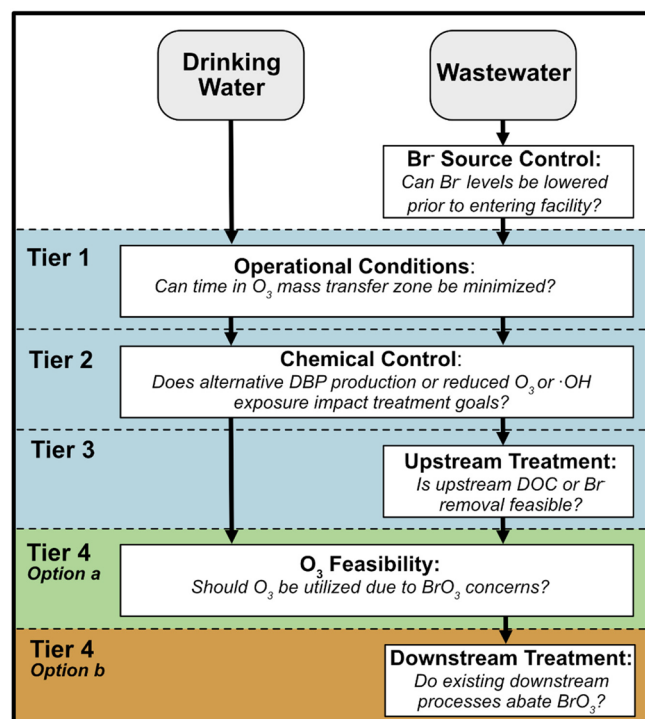 Drinking
Water
Wastewater
Br⁻ Source Control:
Can Br⁻ levels be lowered
prior to entering facility?
Tier 1
Operational Conditions:
Can time in O₃ mass transfer zone be minimized?
Tier 2
Chemical Control:
Does alternative DBP production or reduced O₃ or ·OH
exposure impact treatment goals?
Tier 3
Upstream Treatment:
Is upstream DOC or Br⁻
removal feasible?
Tier 4
Option a
O₃ Feasibility:
Should O₃ be utilized due to BrO₃ concerns?
Tier 4
Option b
Downstream Treatment:
Do existing downstream
processes abate BrO₃?